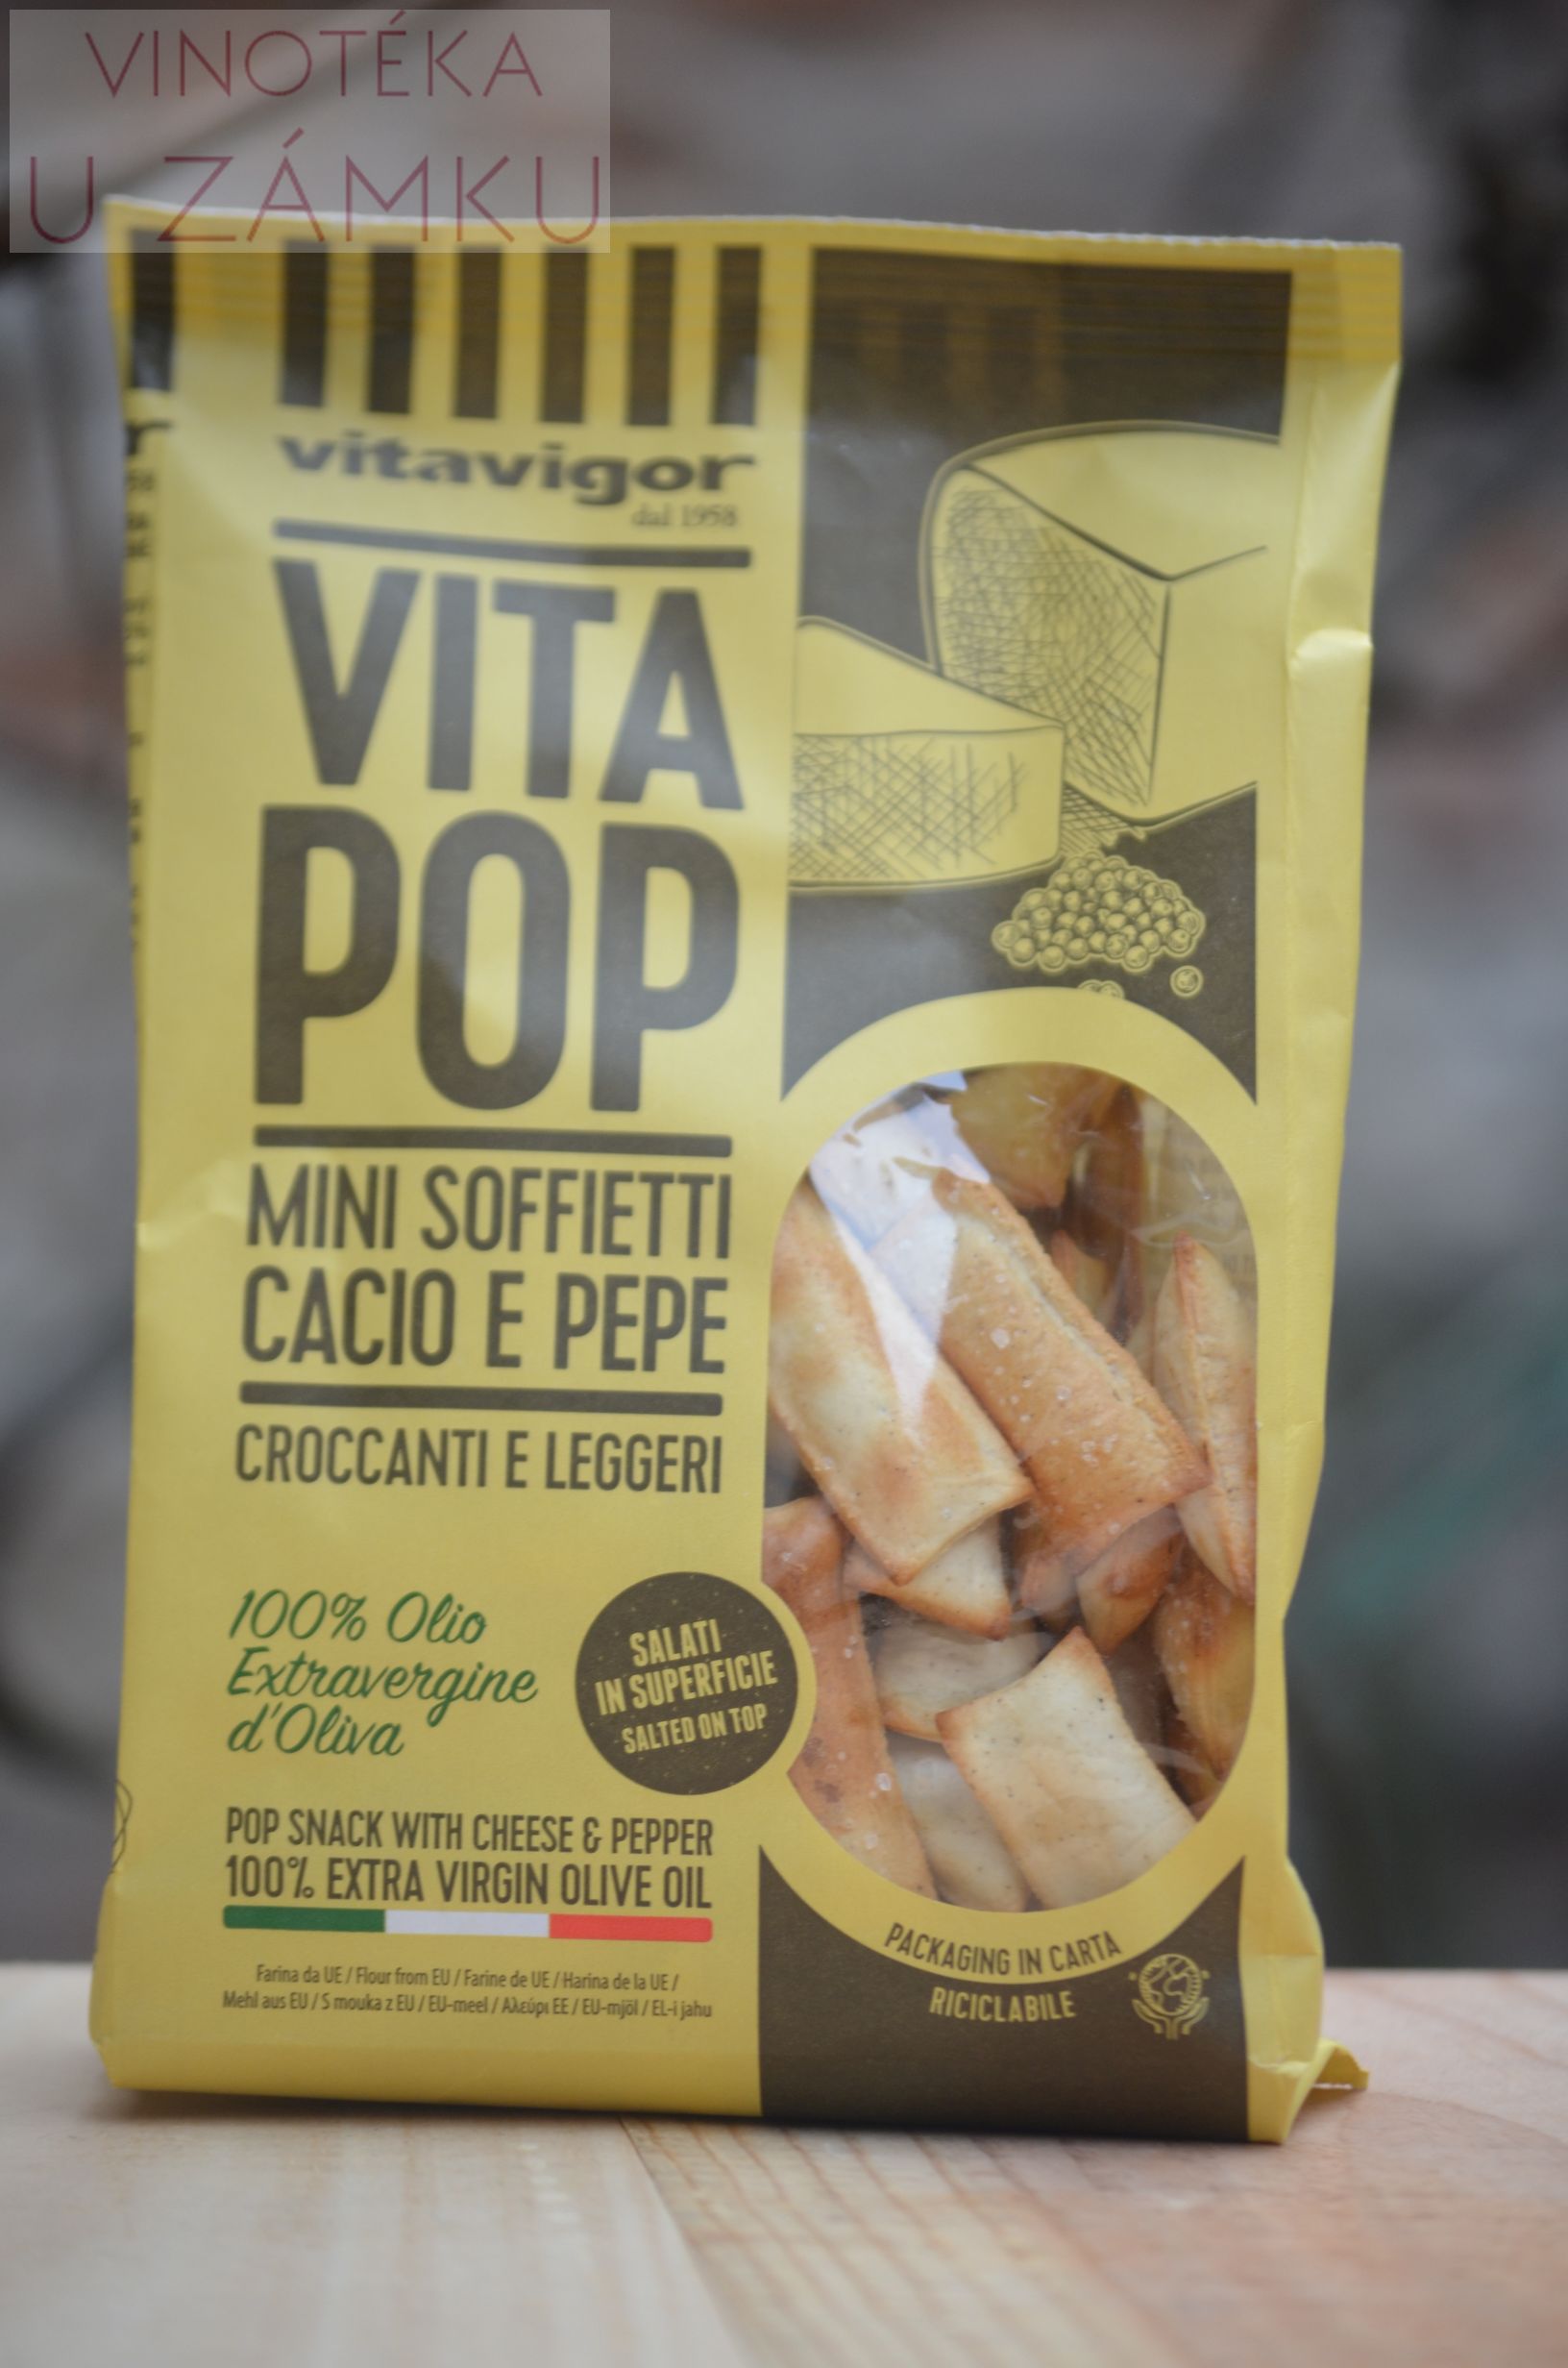 VINOTÉKA
U ZÁMKU
vitavigor
dal 1958
VITA
POP
MINI SOFFIETTI
CACIO E PEPE
CROCCANTI E LEGGERI
100% Olio
Extravergine
d'Oliva
SALATI
IN SUPERFICIE
SALTED ON TOP
POP SNACK WITH CHEESE & PEPPER
100% EXTRA VIRGIN OLIVE OIL
Farina da UE / Flour from EU / Farine de UE / Harina de la UE /
Mehl aus EU / S mouka z EU / EU-meel / Αλεύρι ΕΕ / EU-mjöl / EL-i jahu
PACKAGING IN CARTA
RICICLABILE